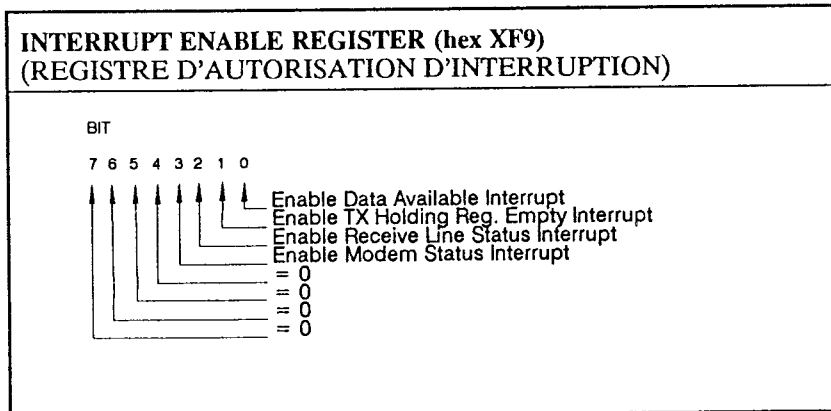 INTERRUPT ENABLE REGISTER (hex XF9)
(REGISTRE D'AUTORISATION D'INTERRUPTION)
BIT
7 6 5 4 3 2 1 0
Enable Data Available Interrupt
Enable TX Holding Reg. Empty Interrupt
Enable Receive Line Status Interrupt
Enable Modem Status Interrupt
= 0
= 0
= 0
= 0